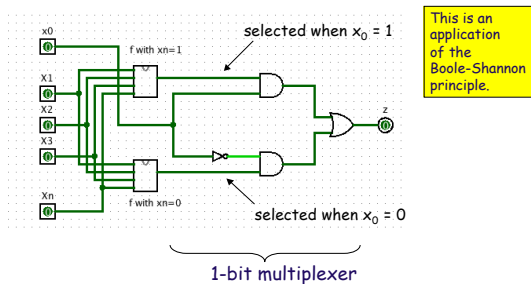 x0
selected when x0 = 1
This is an
application
of the
Boole-Shannon
principle.
f with xn=1
X1
X2
X3
z
Xn
f with xn=0
selected when x0 = 0
1-bit multiplexer